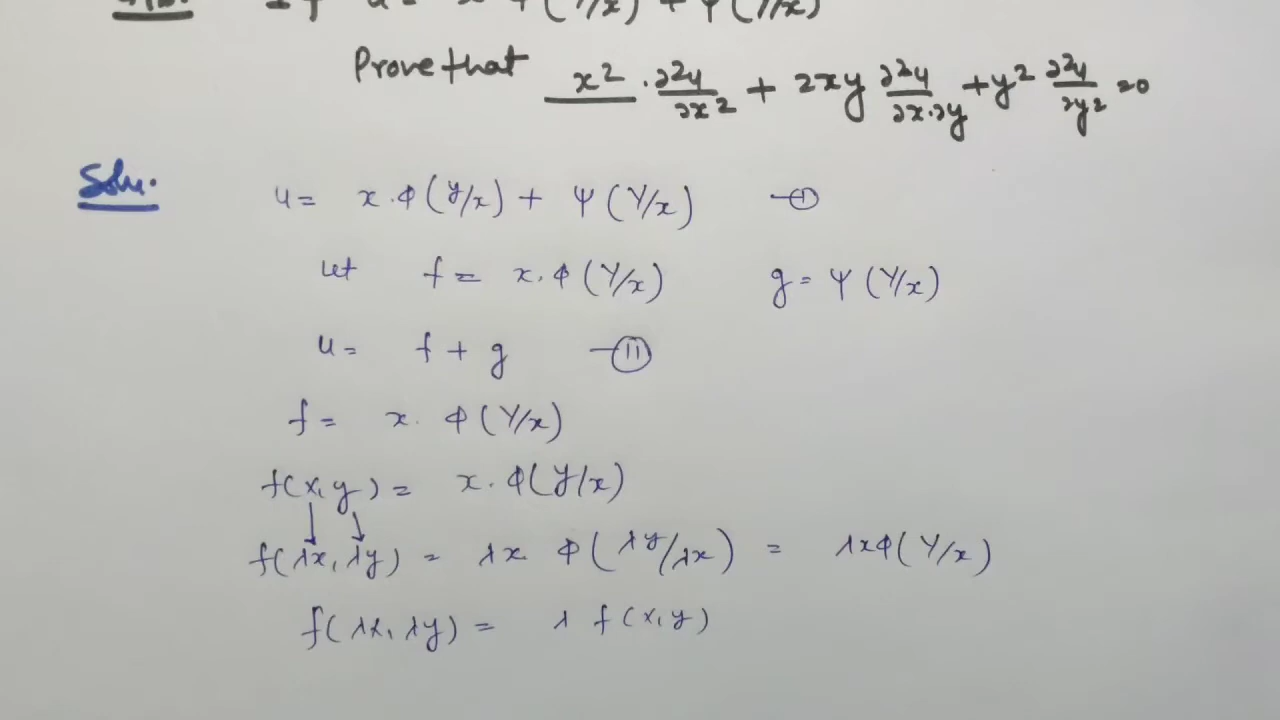 u = x φ(Y/x) + ψ(Y/x)
Prove that x² · ∂²u/∂x² + 2xy ∂²u/∂x·∂y + y² ∂²u/∂y² = 0
Solu.
u = x·φ(y/x) + ψ(Y/x) —①
let f = x·φ(Y/x) g = ψ(Y/x)
u = f + g —⑪
f = x· φ(Y/x)
f(x,y) = x·φ(y/x)
f(λx, λy) = λx φ(λy/λx) = λxφ(Y/x)
f(λx, λy) = λ f(x,y)